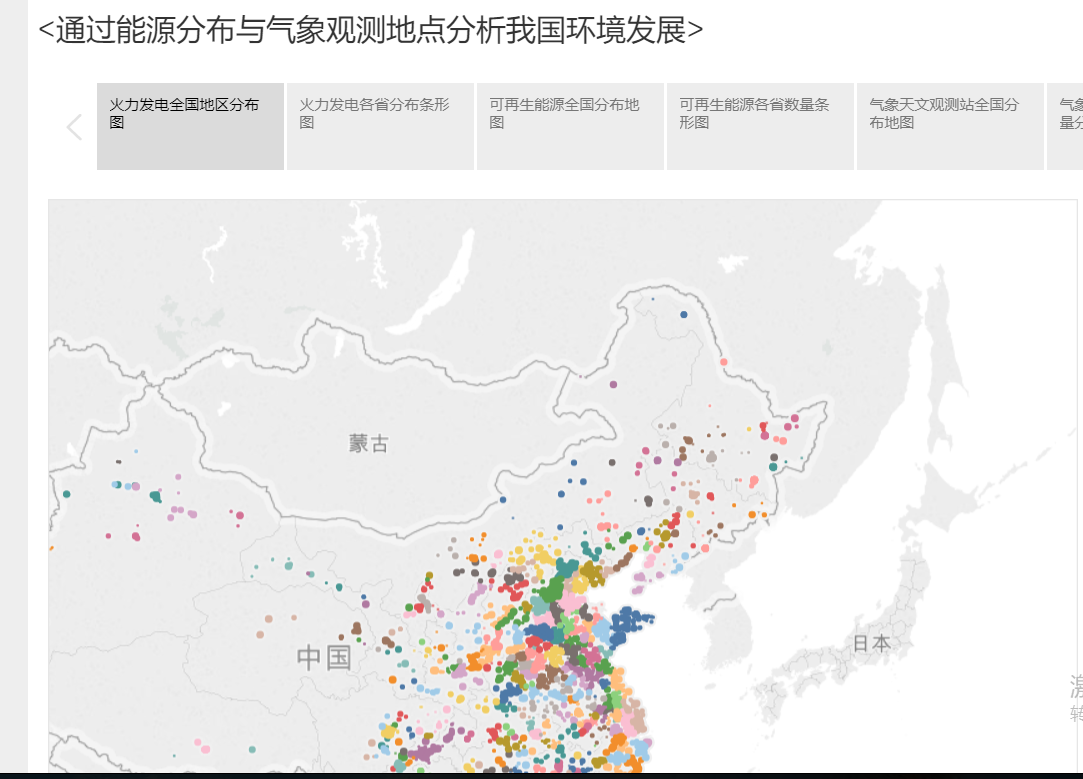 <通过能源分布与气象观测地点分析我国环境发展>
火力发电全国地区分布
图
火力发电各省分布条形
图
可再生能源全国分布地
图
可再生能源各省数量条
形图
气象天文观测站全国分
布地图
气象
量分
蒙古
中国
日本
激
转